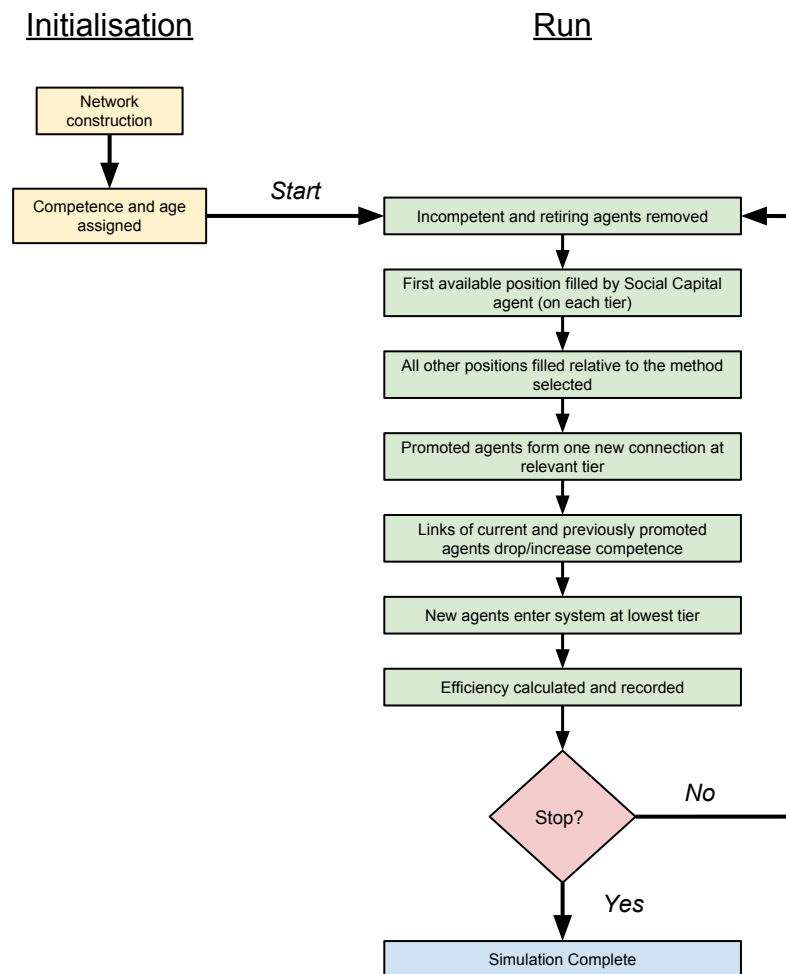 Initialisation
Run
Network
construction
Competence and age
assigned
Start
Incompetent and retiring agents removed
First available position filled by Social Capital
agent (on each tier)
All other positions filled relative to the method
selected
Promoted agents form one new connection at
relevant tier
Links of current and previously promoted
agents drop/increase competence
New agents enter system at lowest tier
Efficiency calculated and recorded
Stop?
No
Yes
Simulation Complete